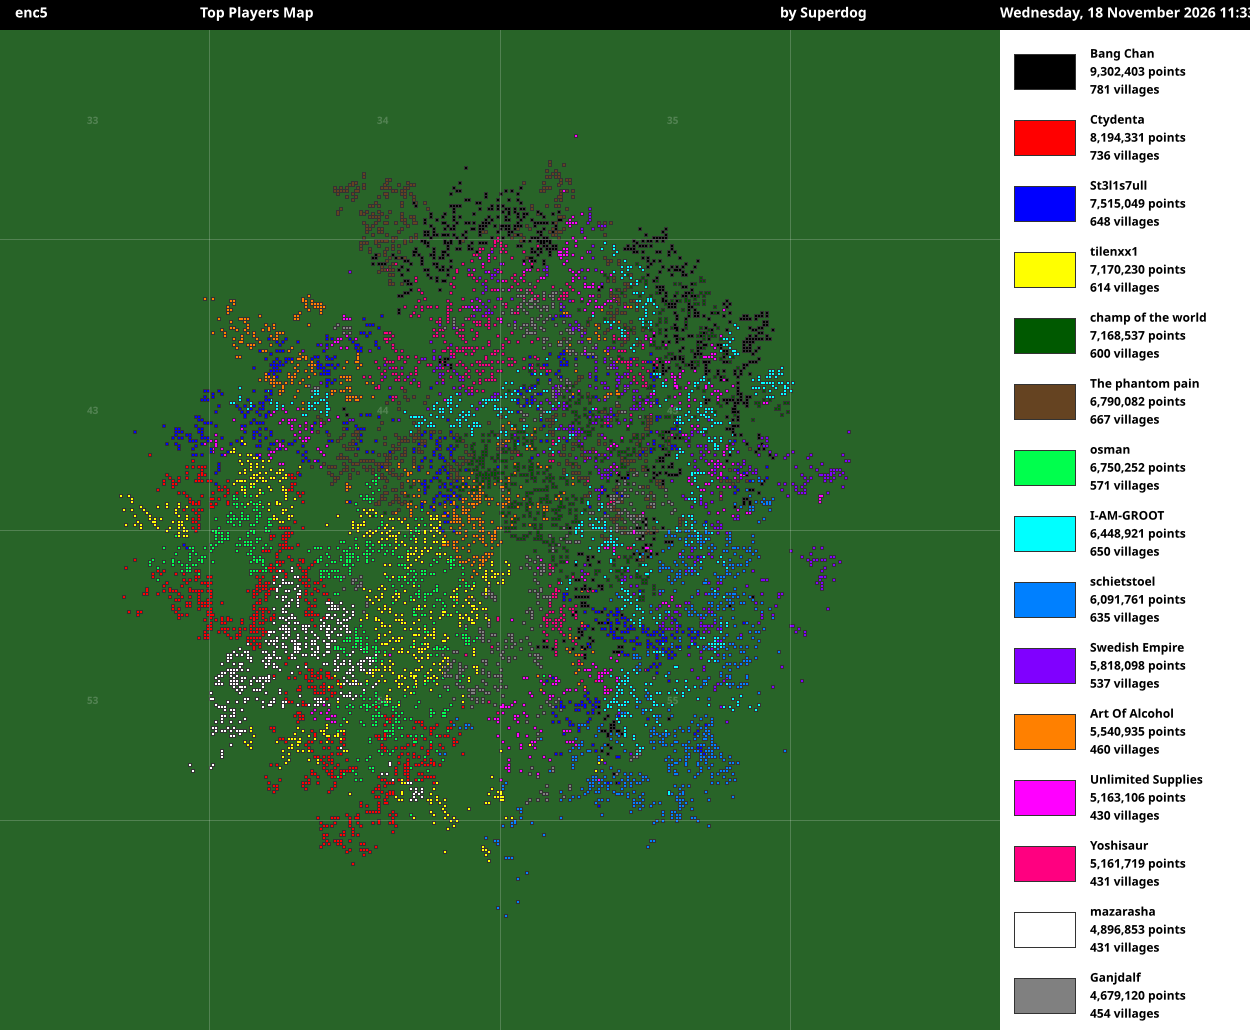 enc5 Top Players Map by Superdog Wednesday, 18 November 2026 11:33
33 34 35
43 44 45
53 55
Bang Chan
9,302,403 points
781 villages
Ctydenta
8,194,331 points
736 villages
St3l1s7ull
7,515,049 points
648 villages
tilenxx1
7,170,230 points
614 villages
champ of the world
7,168,537 points
600 villages
The phantom pain
6,790,082 points
667 villages
osman
6,750,252 points
571 villages
I-AM-GROOT
6,448,921 points
650 villages
schietstoel
6,091,761 points
635 villages
Swedish Empire
5,818,098 points
537 villages
Art Of Alcohol
5,540,935 points
460 villages
Unlimited Supplies
5,163,106 points
430 villages
Yoshisaur
5,161,719 points
431 villages
mazarasha
4,896,853 points
431 villages
Ganjdalf
4,679,120 points
454 villages